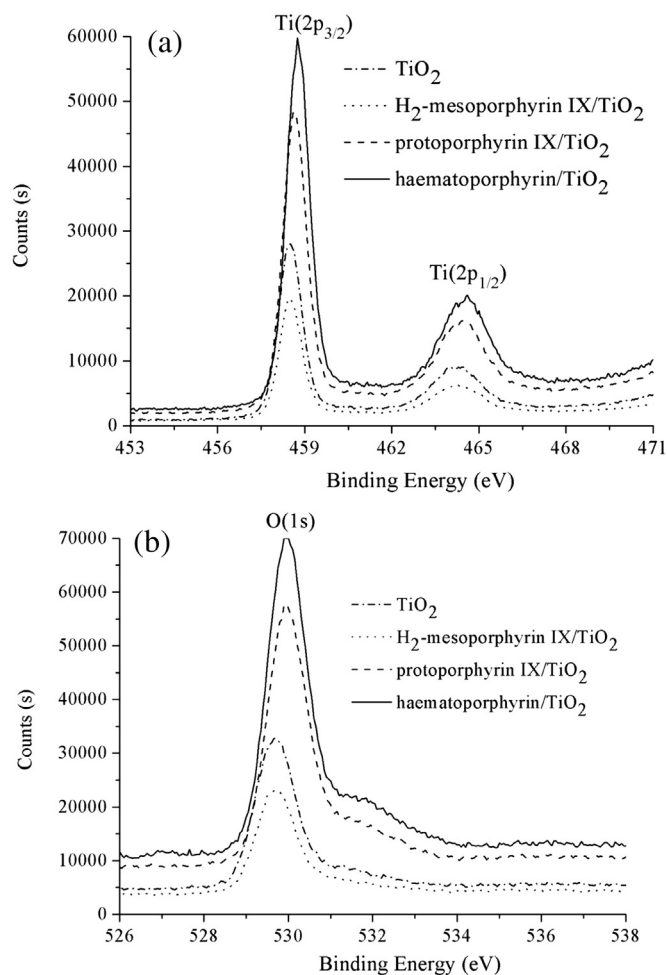 (a)
Ti(2p3/2)
60000
TiO2
H2-mesoporphyrin IX/TiO2
50000
protoporphyrin IX/TiO2
haematoporphyrin/TiO2
40000
Counts (s)
30000
Ti(2p1/2)
20000
10000
0
453 456 459 462 465 468 471
Binding Energy (eV)
(b)
O(1s)
70000
60000
TiO2
H2-mesoporphyrin IX/TiO2
50000
protoporphyrin IX/TiO2
haematoporphyrin/TiO2
40000
Counts (s)
30000
20000
10000
0
526 528 530 532 534 536 538
Binding Energy (eV)